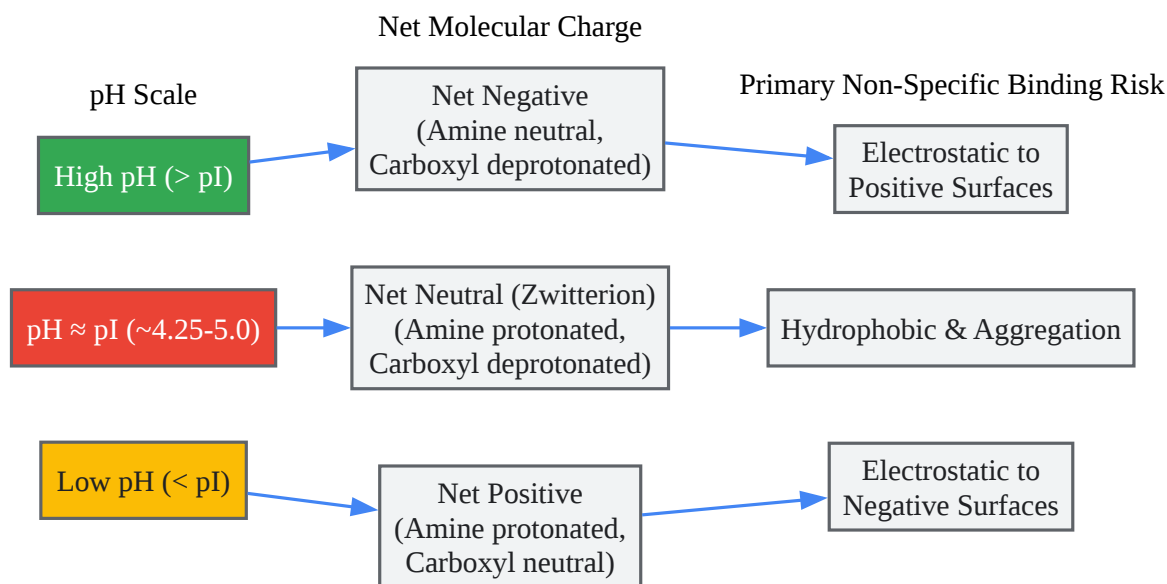 Net Molecular Charge
pH Scale
Primary Non-Specific Binding Risk
High pH (> pI)
Net Negative
(Amine neutral,
Carboxyl deprotonated)
Electrostatic to
Positive Surfaces
pH ≈ pI (~4.25-5.0)
Net Neutral (Zwitterion)
(Amine protonated,
Carboxyl deprotonated)
Hydrophobic & Aggregation
Low pH (< pI)
Net Positive
(Amine protonated,
Carboxyl neutral)
Electrostatic to
Negative Surfaces